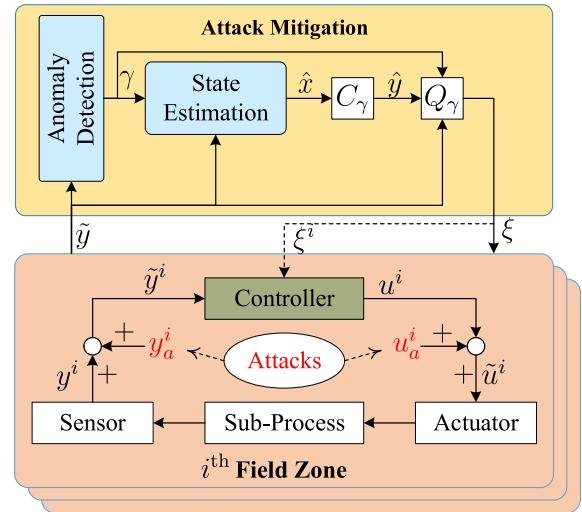 Attack Mitigation
Anomaly
Detection
γ
State
Estimation
x̂
C_γ
ŷ
Q_γ
ỹ
ξ^i
ξ
ỹ^i
Controller
u^i
+
y_a^i
Attacks
u_a^i
+
y^i
+
+
ũ^i
Sensor
Sub-Process
Actuator
i^th Field Zone